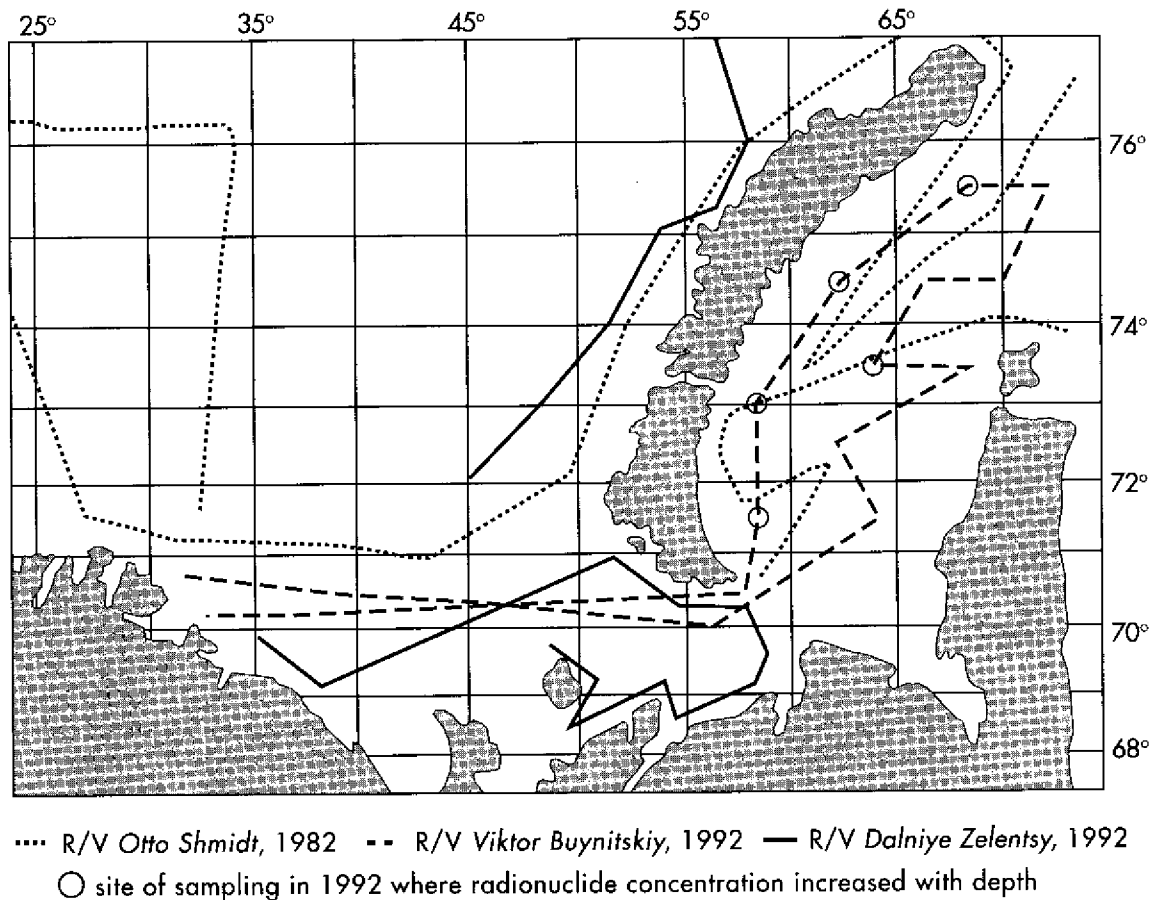 25° 35° 45° 55° 65°
76°
74°
72°
70°
68°
R/V Otto Shmidt, 1982 R/V Viktor Buynitskiy, 1992 R/V Dalniye Zelentsy, 1992
site of sampling in 1992 where radionuclide concentration increased with depth